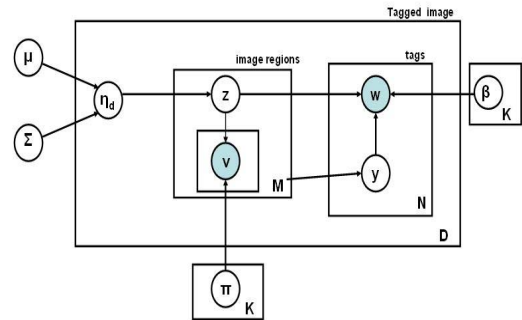 Tagged image
μ
image regions
tags
η_d
z
w
β
K
Σ
v
M
y
N
D
π
K